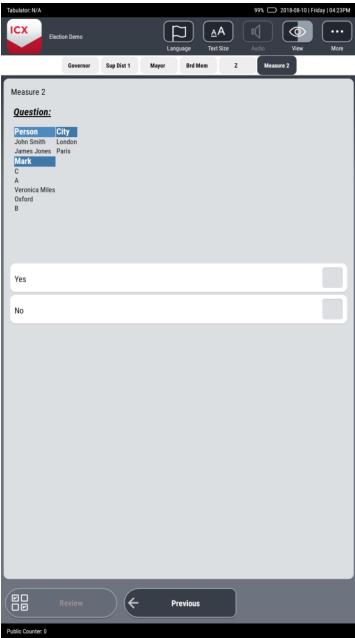 Tabulator: N/A 99% 2018-08-10 | Friday | 04:23PM
ICX Election Demo
AA
Language Text Size Audio View More
Governor Sup Dist 1 Mayor Brd Mem Z Measure 2
Measure 2
Question:
Person City
John Smith London
James Jones Paris
Mark
C
A
Veronica Miles
Oxford
B
Yes
No
Review Previous
Public Counter: 0